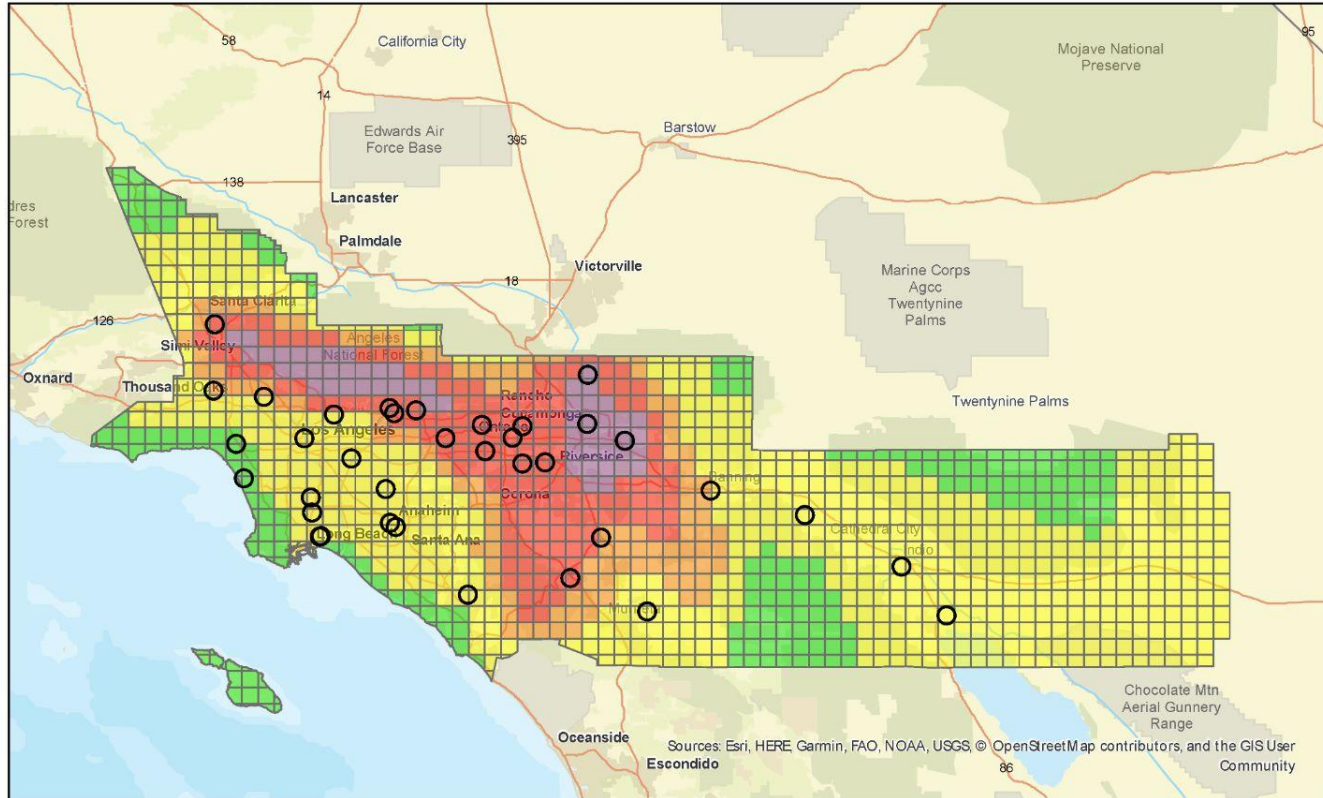 58
California City
95
Mojave National
Preserve
14
Edwards Air
Force Base
395
Barstow
138
dres
Forest
Lancaster
Palmdale
Victorville
18
Marine Corps
Agcc
Twentynine
Palms
Santa Clarita
126
Simi Valley
Angeles
National Forest
Oxnard
Thousand Oaks
Twentynine Palms
Rancho
Cucamonga
Ontario
Los Angeles
Riverside
Banning
Corona
Anaheim
Long Beach
Santa Ana
Cathedral City
Indio
Murrieta
Chocolate Mtn
Aerial Gunnery
Range
Oceanside
Escondido
86
Sources: Esri, HERE, Garmin, FAO, NOAA, USGS, © OpenStreetMap contributors, and the GIS User
Community